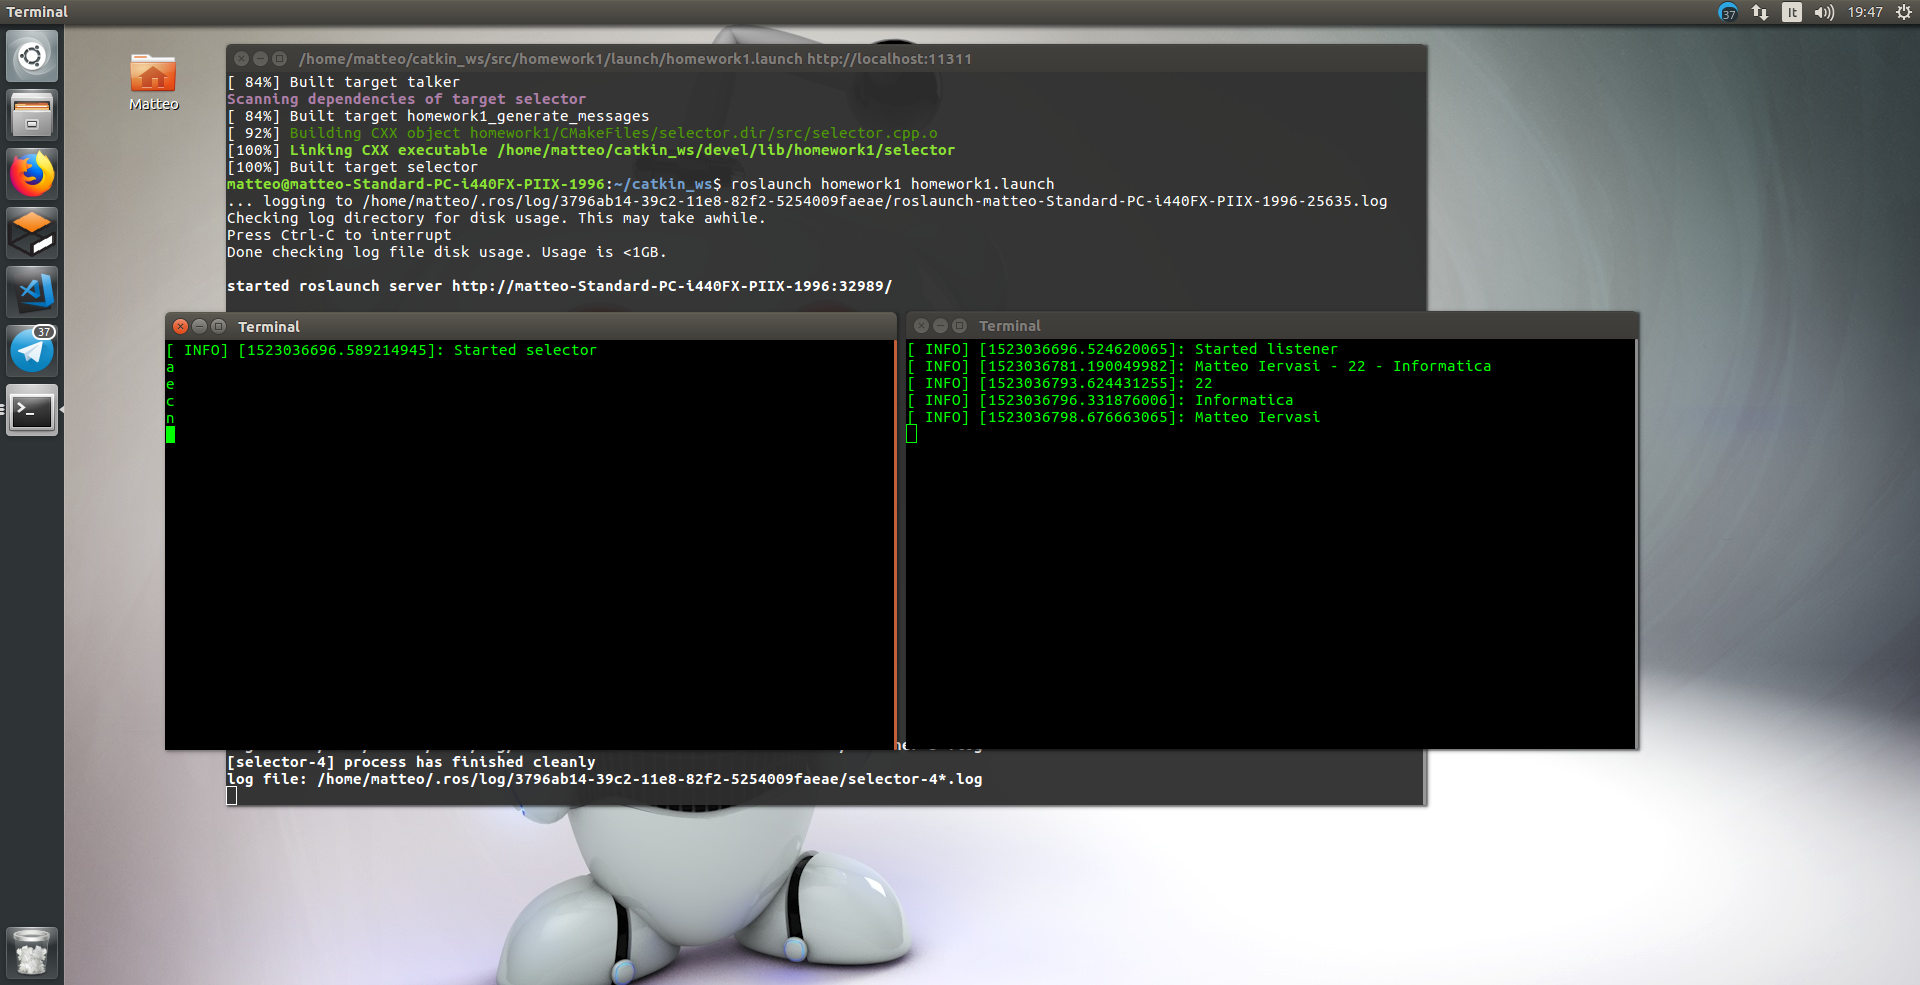 Terminal
37
It
19:47
Matteo
37
/home/matteo/catkin_ws/src/homework1/launch/homework1.launch http://localhost:11311
[ 84%] Built target talker
Scanning dependencies of target selector
[ 84%] Built target homework1_generate_messages
[ 92%] Building CXX object homework1/CMakeFiles/selector.dir/src/selector.cpp.o
[100%] Linking CXX executable /home/matteo/catkin_ws/devel/lib/homework1/selector
[100%] Built target selector
matteo@matteo-Standard-PC-i440FX-PIIX-1996:~/catkin_ws$ roslaunch homework1 homework1.launch
... logging to /home/matteo/.ros/log/3796ab14-39c2-11e8-82f2-5254009faeae/roslaunch-matteo-Standard-PC-i440FX-PIIX-1996-25635.log
Checking log directory for disk usage. This may take awhile.
Press Ctrl-C to interrupt
Done checking log file disk usage. Usage is <1GB.
started roslaunch server http://matteo-Standard-PC-i440FX-PIIX-1996:32989/
Terminal
[ INFO] [1523036696.589214945]: Started selector
a
e
c
n
Terminal
[ INFO] [1523036696.524620065]: Started listener
[ INFO] [1523036781.190049982]: Matteo Iervasi - 22 - Informatica
[ INFO] [1523036793.624431255]: 22
[ INFO] [1523036796.331876006]: Informatica
[ INFO] [1523036798.676663065]: Matteo Iervasi
[selector-4] process has finished cleanly
log file: /home/matteo/.ros/log/3796ab14-39c2-11e8-82f2-5254009faeae/selector-4*.log